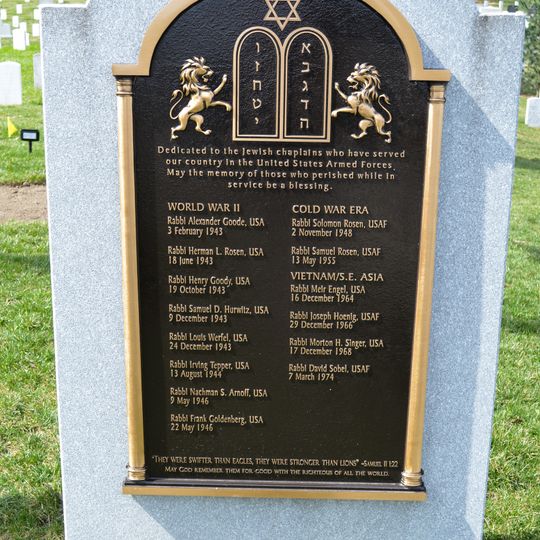 א ו
ב ז
ג ח
ד ט
ה י
Dedicated to the Jewish chaplains who have served
our country in the United States Armed Forces
May the memory of those who perished while in
service be a blessing.
WORLD WAR II
Rabbi Alexander Goode, USA
3 February 1943
Rabbi Herman L. Rosen, USA
18 June 1943
Rabbi Henry Goody, USA
19 October 1943
Rabbi Samuel D. Hurwitz, USA
9 December 1943
Rabbi Louis Werfel, USA
24 December 1943
Rabbi Irving Tepper, USA
13 August 1944
Rabbi Nachman S. Arnoff, USA
9 May 1946
Rabbi Frank Goldenberg, USA
22 May 1946
COLD WAR ERA
Rabbi Solomon Rosen, USAF
2 November 1948
Rabbi Samuel Rosen, USAF
13 May 1955
VIETNAM/S.E. ASIA
Rabbi Meir Engel, USA
16 December 1964
Rabbi Joseph Hoenig, USAF
29 December 1966
Rabbi Morton H. Singer, USA
17 December 1968
Rabbi David Sobel, USAF
7 March 1974
"THEY WERE SWIFTER THAN EAGLES, THEY WERE STRONGER THAN LIONS" -SAMUEL II 1:22
MAY GOD REMEMBER THEM FOR GOOD WITH THE RIGHTEOUS OF ALL THE WORLD.